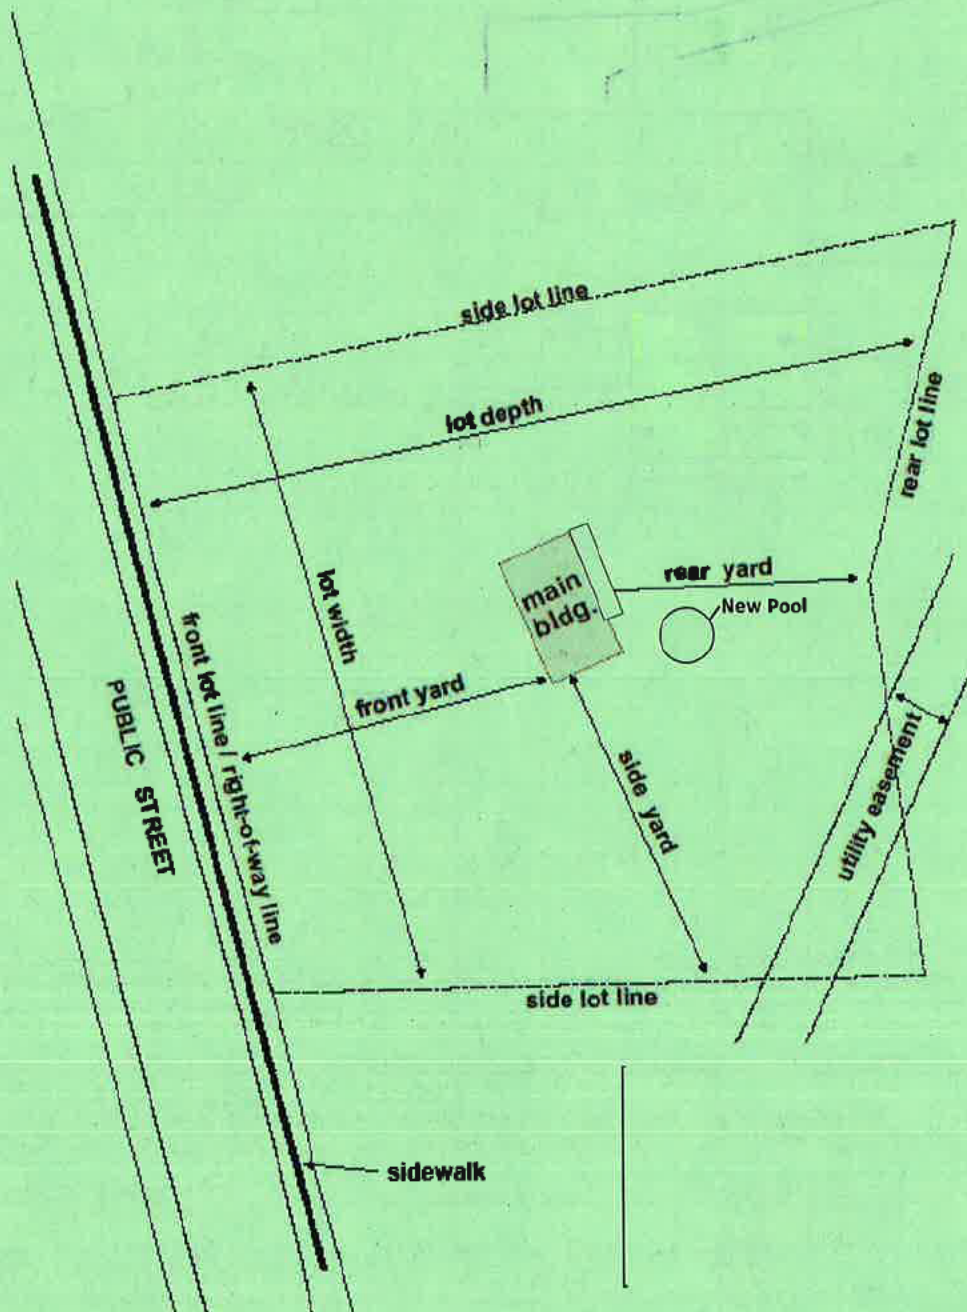 side lot line
lot depth
rear lot line
lot width
main
bldg.
rear yard
New Pool
front lot line / right-of-way line
front yard
PUBLIC STREET
side yard
utility easement
side lot line
sidewalk